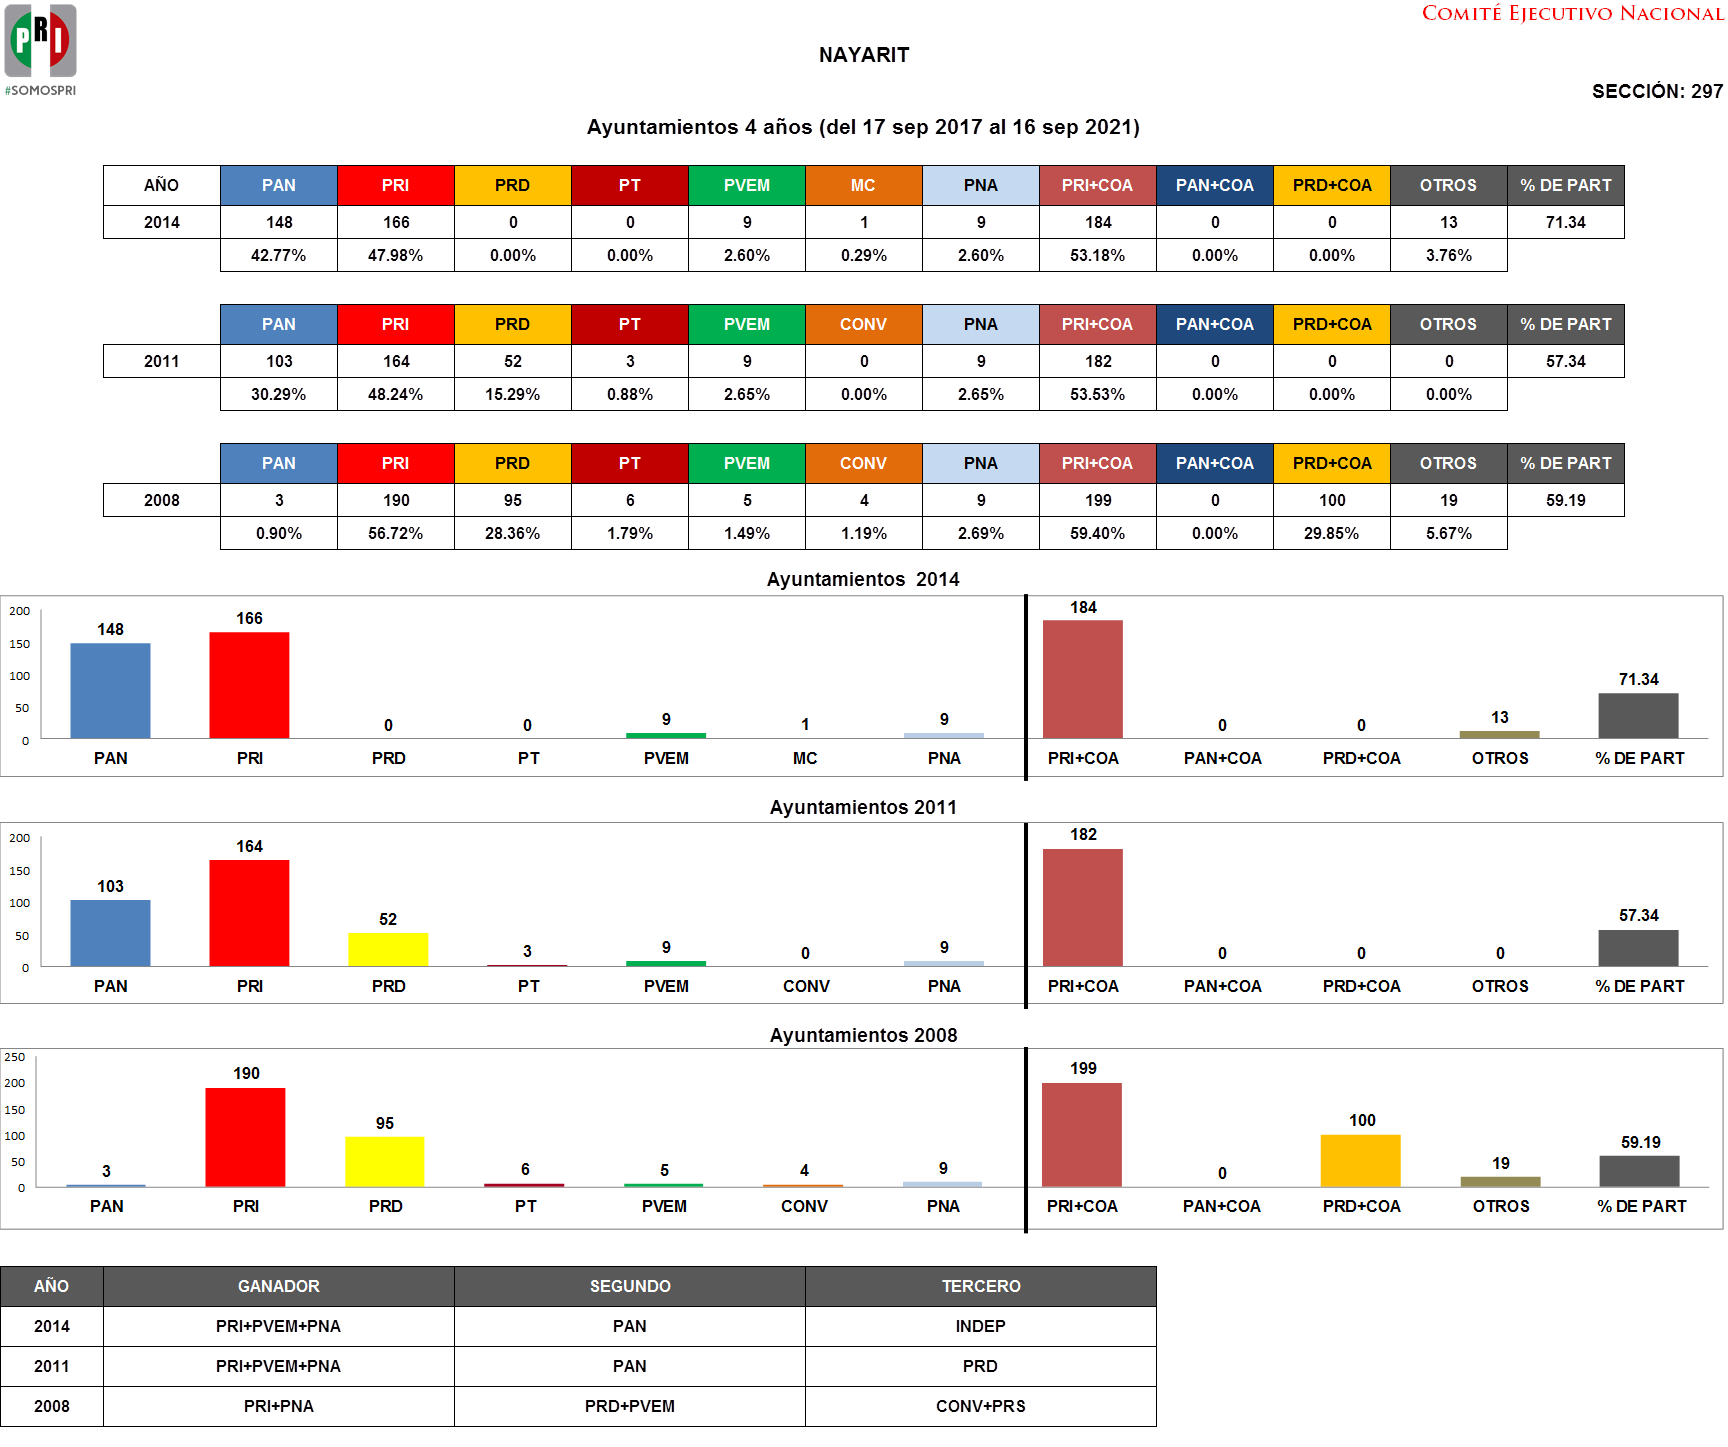 PRI
#SOMOSPRI
COMITÉ EJECUTIVO NACIONAL
NAYARIT
SECCIÓN: 297
Ayuntamientos 4 años (del 17 sep 2017 al 16 sep 2021)
AÑO PAN PRI PRD PT PVEM MC PNA PRI+COA PAN+COA PRD+COA OTROS % DE PART
2014 148 166 0 0 9 1 9 184 0 0 13 71.34
42.77% 47.98% 0.00% 0.00% 2.60% 0.29% 2.60% 53.18% 0.00% 0.00% 3.76%
PAN PRI PRD PT PVEM CONV PNA PRI+COA PAN+COA PRD+COA OTROS % DE PART
2011 103 164 52 3 9 0 9 182 0 0 0 57.34
30.29% 48.24% 15.29% 0.88% 2.65% 0.00% 2.65% 53.53% 0.00% 0.00% 0.00%
PAN PRI PRD PT PVEM CONV PNA PRI+COA PAN+COA PRD+COA OTROS % DE PART
2008 3 190 95 6 5 4 9 199 0 100 19 59.19
0.90% 56.72% 28.36% 1.79% 1.49% 1.19% 2.69% 59.40% 0.00% 29.85% 5.67%
Ayuntamientos 2014
200
150
100
50
0
148 166 0 0 9 1 9 184 0 0 13 71.34
PAN PRI PRD PT PVEM MC PNA PRI+COA PAN+COA PRD+COA OTROS % DE PART
Ayuntamientos 2011
200
150
100
50
0
103 164 52 3 9 0 9 182 0 0 0 57.34
PAN PRI PRD PT PVEM CONV PNA PRI+COA PAN+COA PRD+COA OTROS % DE PART
Ayuntamientos 2008
250
200
150
100
50
0
3 190 95 6 5 4 9 199 0 100 19 59.19
PAN PRI PRD PT PVEM CONV PNA PRI+COA PAN+COA PRD+COA OTROS % DE PART
AÑO GANADOR SEGUNDO TERCERO
2014 PRI+PVEM+PNA PAN INDEP
2011 PRI+PVEM+PNA PAN PRD
2008 PRI+PNA PRD+PVEM CONV+PRS